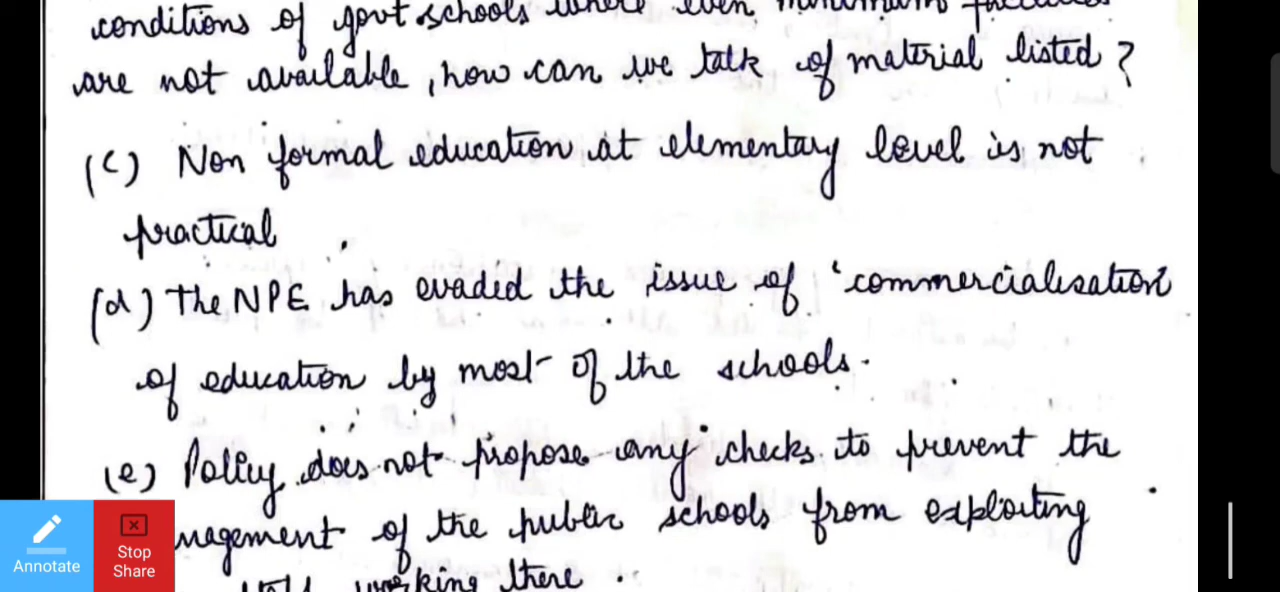 conditions of govt schools where even minimum
are not available, how can we talk of material listed ?
(c) Non formal education at elementary level is not
practical
(d) The NPE has evaded the issue of 'commercialisation
of education by most of the schools.
(e) Policy does not propose any checks to prevent the
nagement of the public schools from exploiting
working there.
Annotate
Stop
Share